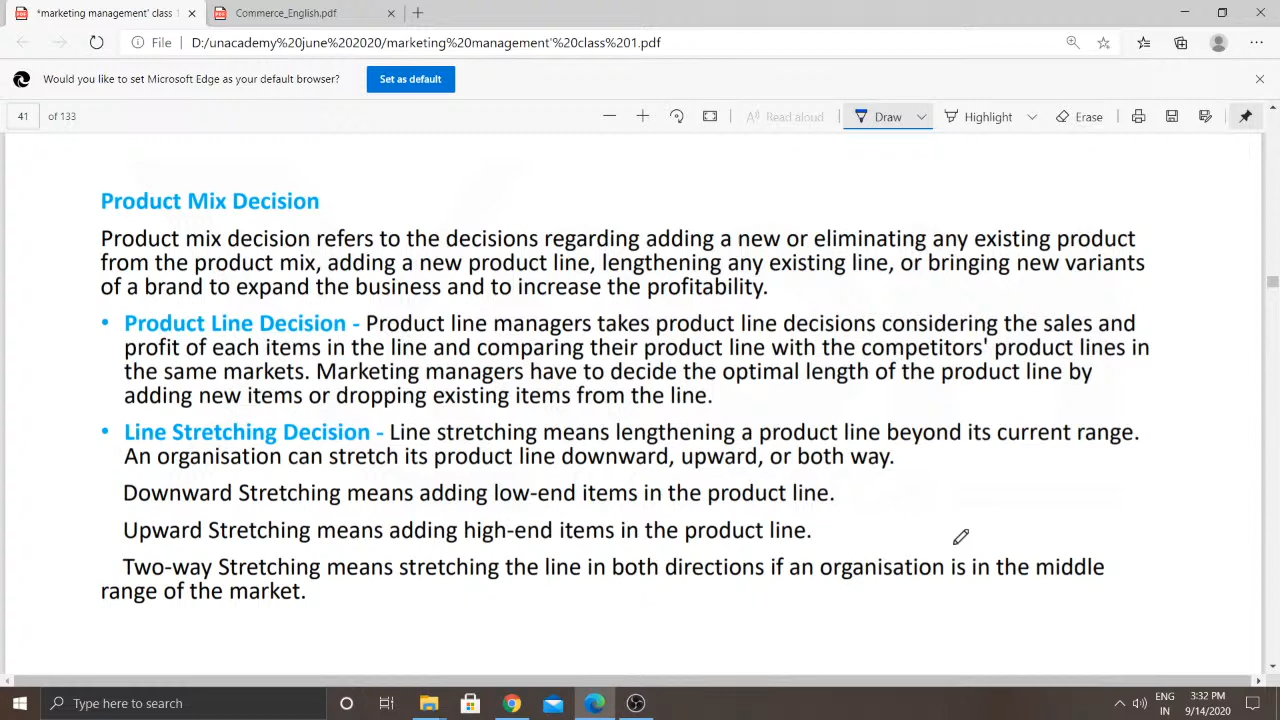 *marketing management' class 1
Commerce_English.pdf
File
D:/unacademy%20june%202020/marketing%20management'%20class%201.pdf
Would you like to set Microsoft Edge as your default browser?
Set as default
41 of 133
Read aloud
Draw
Highlight
Erase
Product Mix Decision
Product mix decision refers to the decisions regarding adding a new or eliminating any existing product
from the product mix, adding a new product line, lengthening any existing line, or bringing new variants
of a brand to expand the business and to increase the profitability.
• Product Line Decision - Product line managers takes product line decisions considering the sales and
profit of each items in the line and comparing their product line with the competitors' product lines in
the same markets. Marketing managers have to decide the optimal length of the product line by
adding new items or dropping existing items from the line.
• Line Stretching Decision - Line stretching means lengthening a product line beyond its current range.
An organisation can stretch its product line downward, upward, or both way.
Downward Stretching means adding low-end items in the product line.
Upward Stretching means adding high-end items in the product line.
Two-way Stretching means stretching the line in both directions if an organisation is in the middle
range of the market.
Type here to search
ENG
IN
3:32 PM
9/14/2020